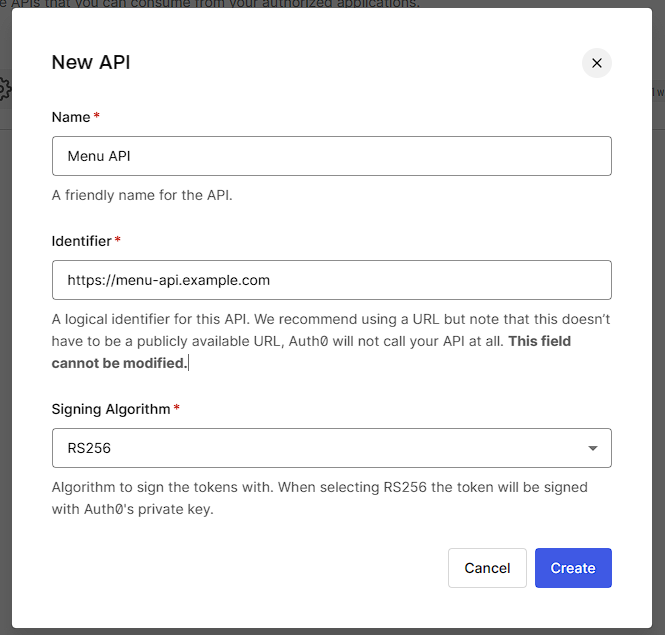 e APIs that you can consume from your authorized applications.
New API
Name *
Menu API
A friendly name for the API.
Identifier *
https://menu-api.example.com
A logical identifier for this API. We recommend using a URL but note that this doesn’t
have to be a publicly available URL, Auth0 will not call your API at all. This field
cannot be modified.
Signing Algorithm *
RS256
Algorithm to sign the tokens with. When selecting RS256 the token will be signed
with Auth0's private key.
Cancel
Create